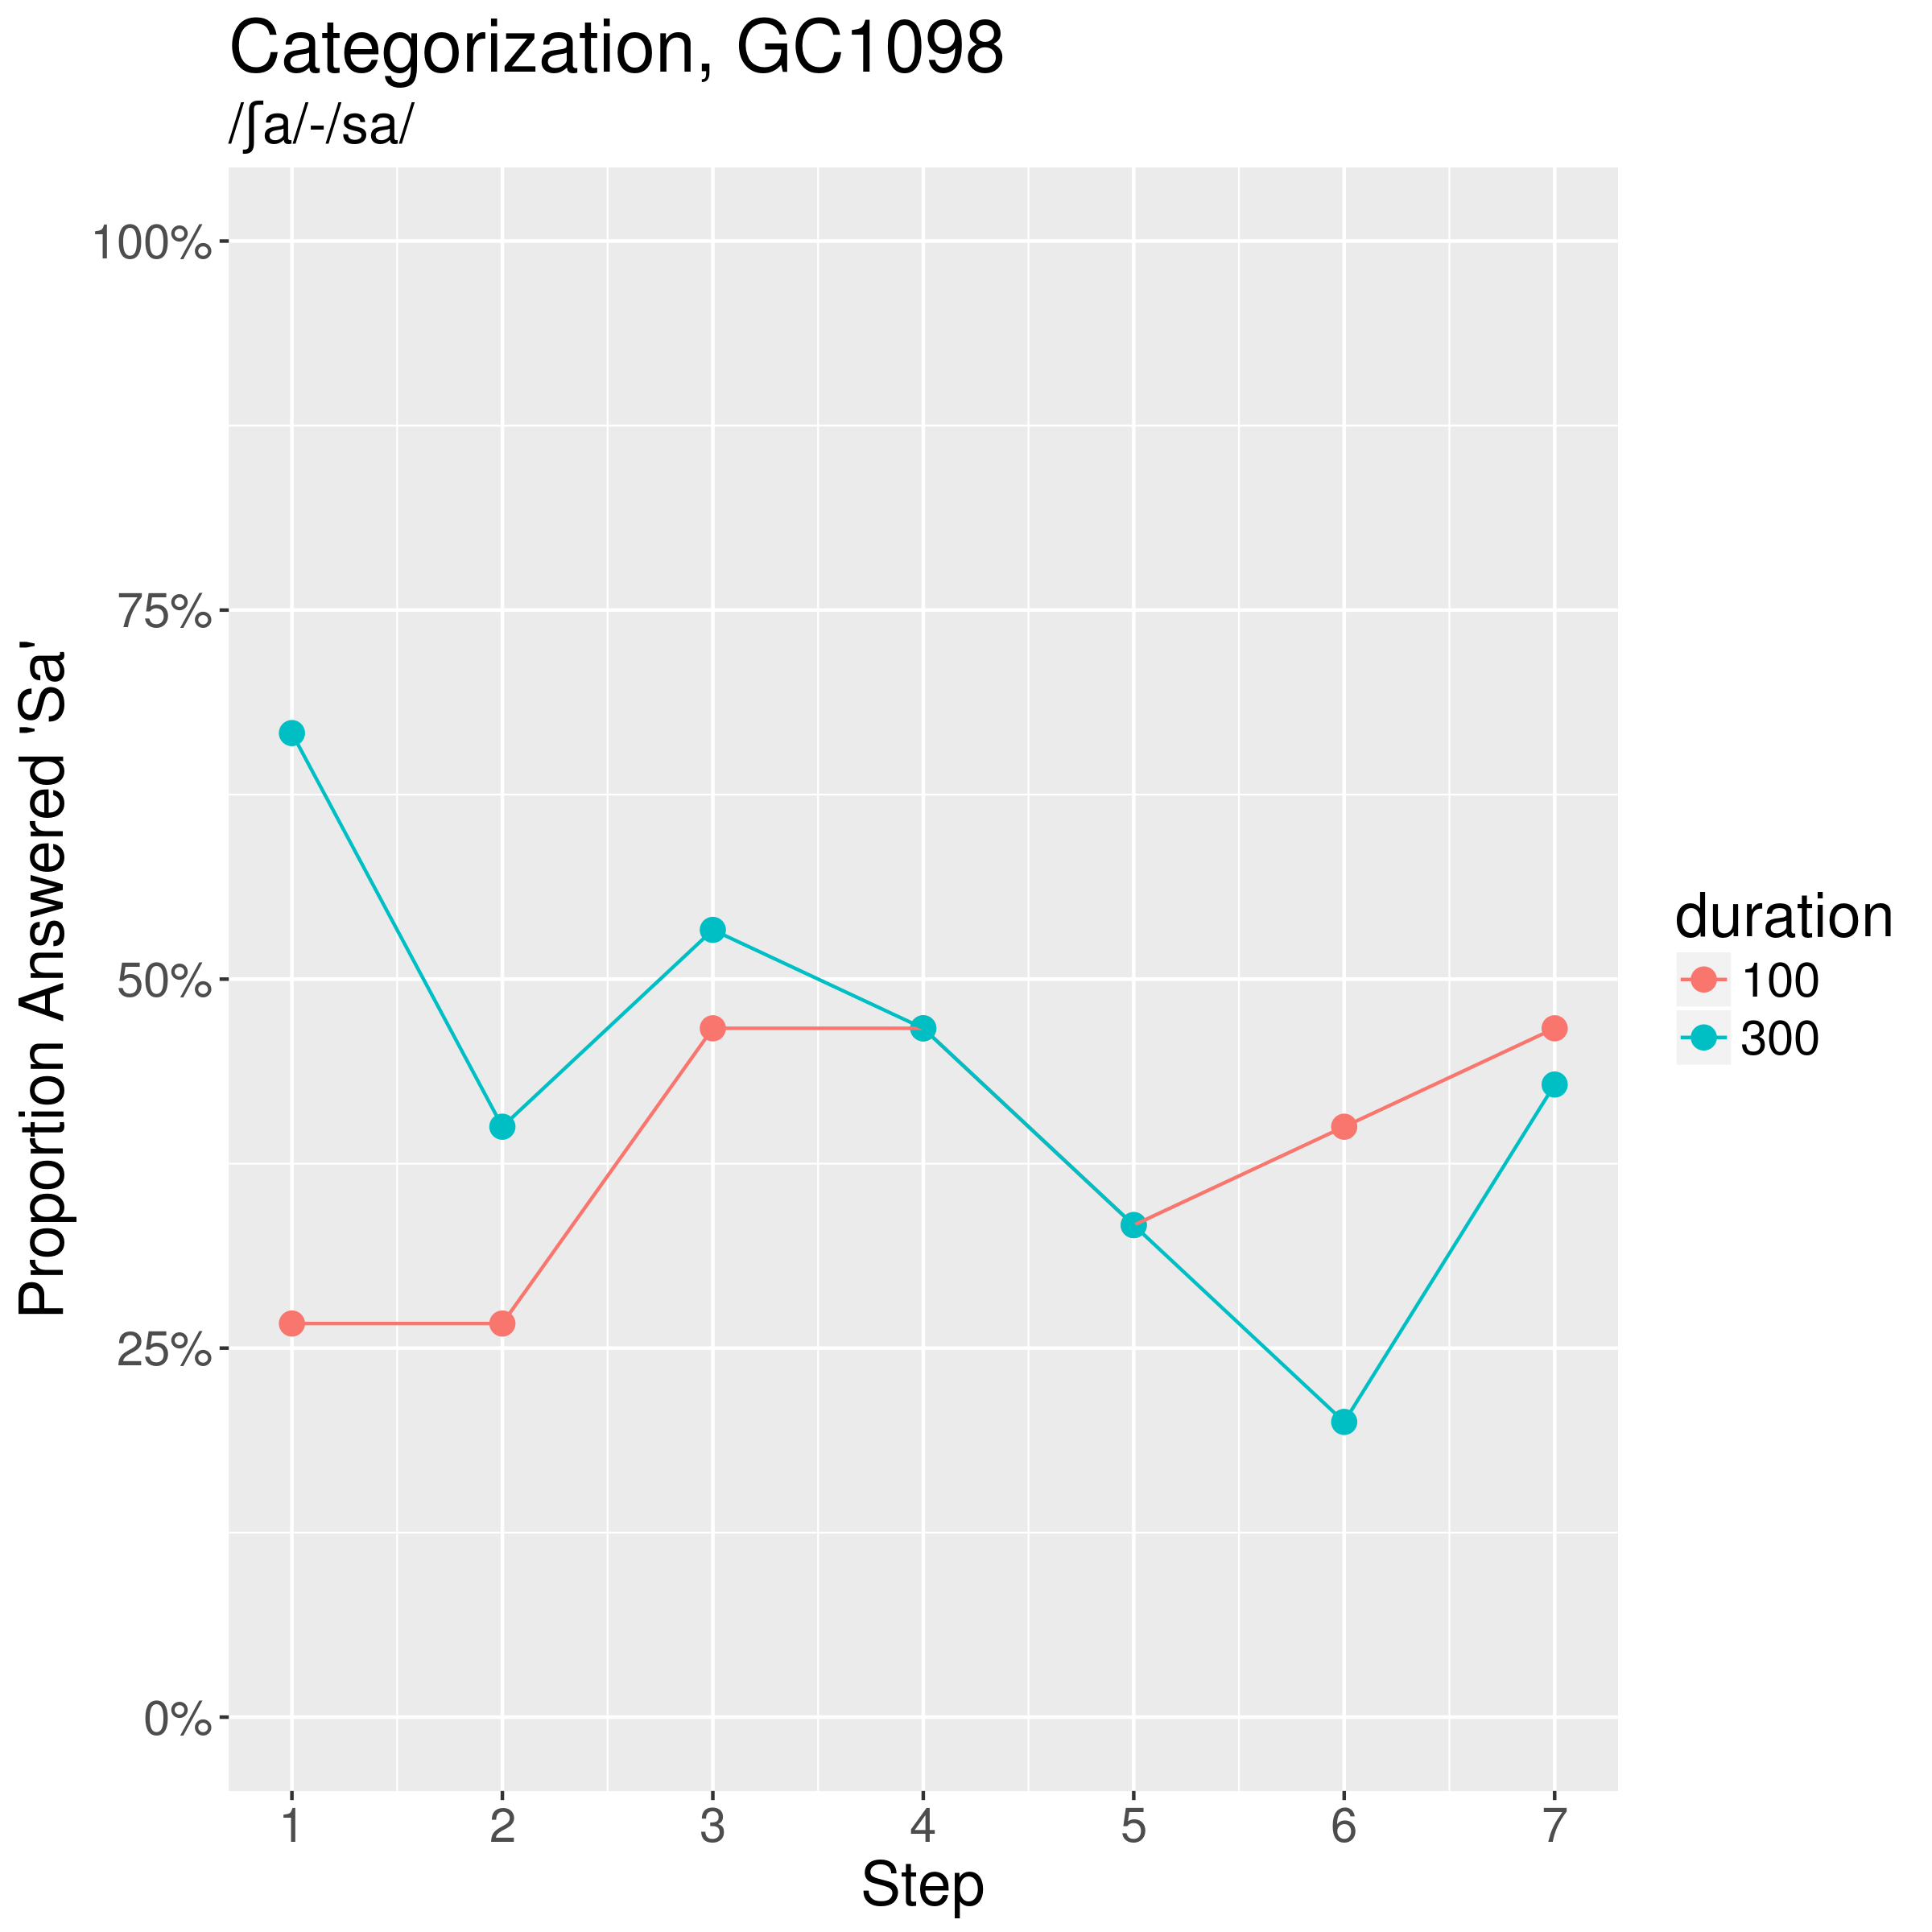 Categorization, GC1098
/ʃa/-/sa/
Proportion Answered 'Sa'
100%
75%
50%
25%
0%
1 2 3 4 5 6 7
Step
duration
100
300